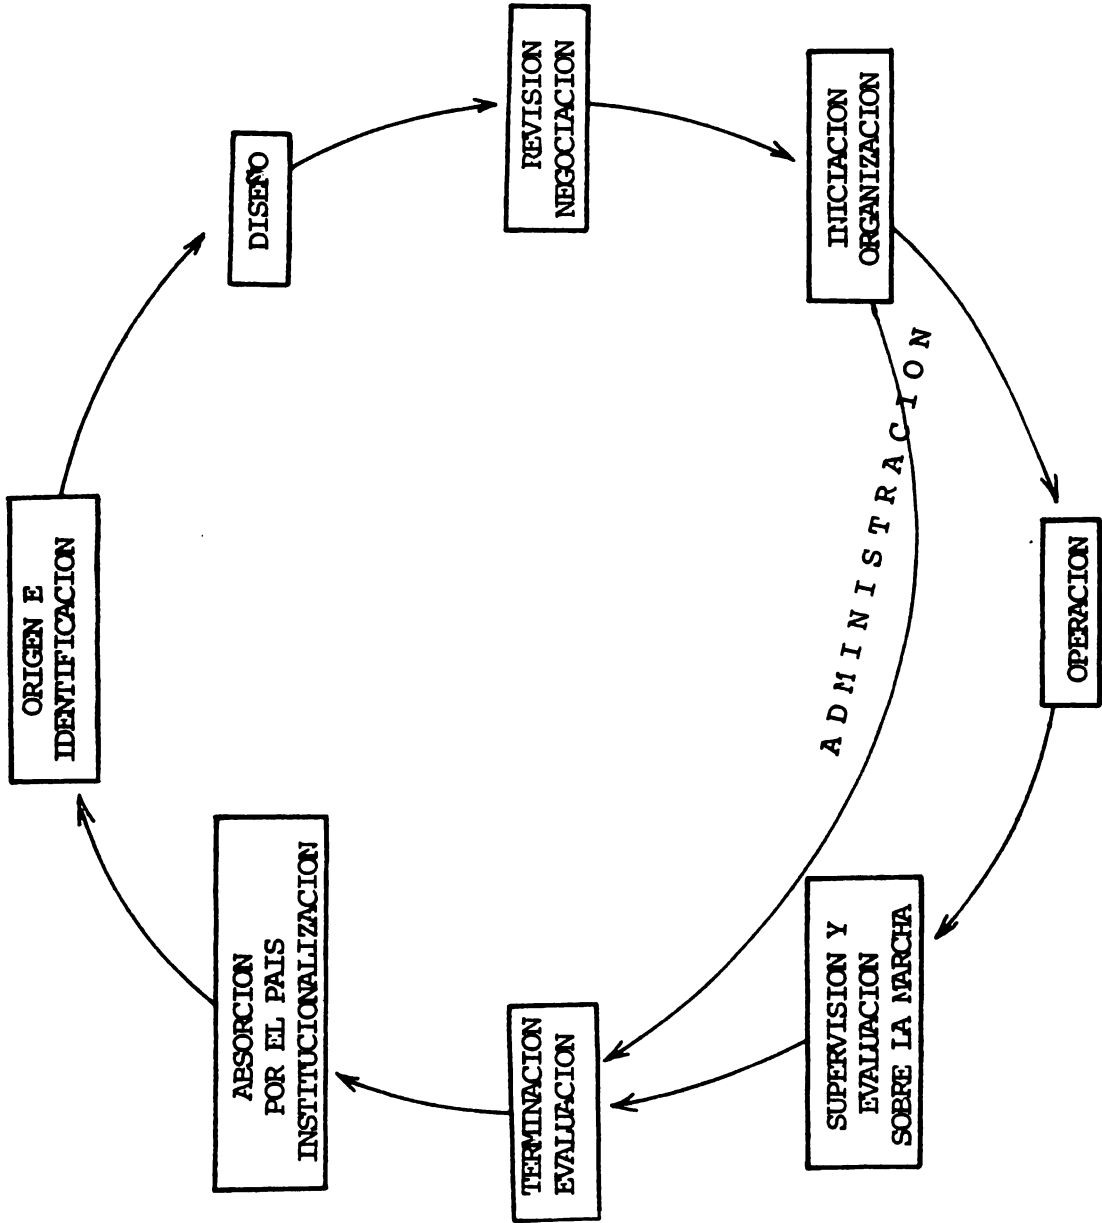 ORIGEN E
IDENTIFICACION
DISEÑO
REVISION
NEGOCIACION
INICIACION
ORGANIZACION
ADMINISTRACION
OPERACION
SUPERVISION Y
EVALUACION
SOBRE LA MARCHA
TERMINACION
EVALUACION
ABSORCION
POR EL PAIS
INSTITUCIONALIZACION